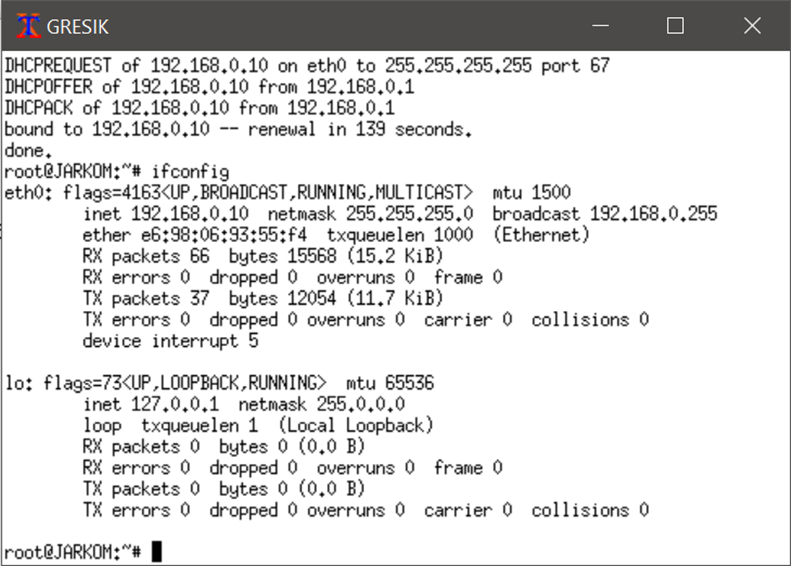 GRESIK
DHCPREQUEST of 192.168.0.10 on eth0 to 255.255.255.255 port 67
DHCPOFFER of 192.168.0.10 from 192.168.0.1
DHCPACK of 192.168.0.10 from 192.168.0.1
bound to 192.168.0.10 -- renewal in 139 seconds.
done.
root@JARKOM:~# ifconfig
eth0: flags=4163<UP,BROADCAST,RUNNING,MULTICAST>  mtu 1500
        inet 192.168.0.10  netmask 255.255.255.0  broadcast 192.168.0.255
        ether e6:98:06:93:55:f4  txqueuelen 1000  (Ethernet)
        RX packets 66  bytes 15568 (15.2 KiB)
        RX errors 0  dropped 0  overruns 0  frame 0
        TX packets 37  bytes 12054 (11.7 KiB)
        TX errors 0  dropped 0 overruns 0  carrier 0  collisions 0
        device interrupt 5
lo: flags=73<UP,LOOPBACK,RUNNING>  mtu 65536
        inet 127.0.0.1  netmask 255.0.0.0
        loop  txqueuelen 1  (Local Loopback)
        RX packets 0  bytes 0 (0.0 B)
        RX errors 0  dropped 0  overruns 0  frame 0
        TX packets 0  bytes 0 (0.0 B)
        TX errors 0  dropped 0 overruns 0  carrier 0  collisions 0
root@JARKOM:~#